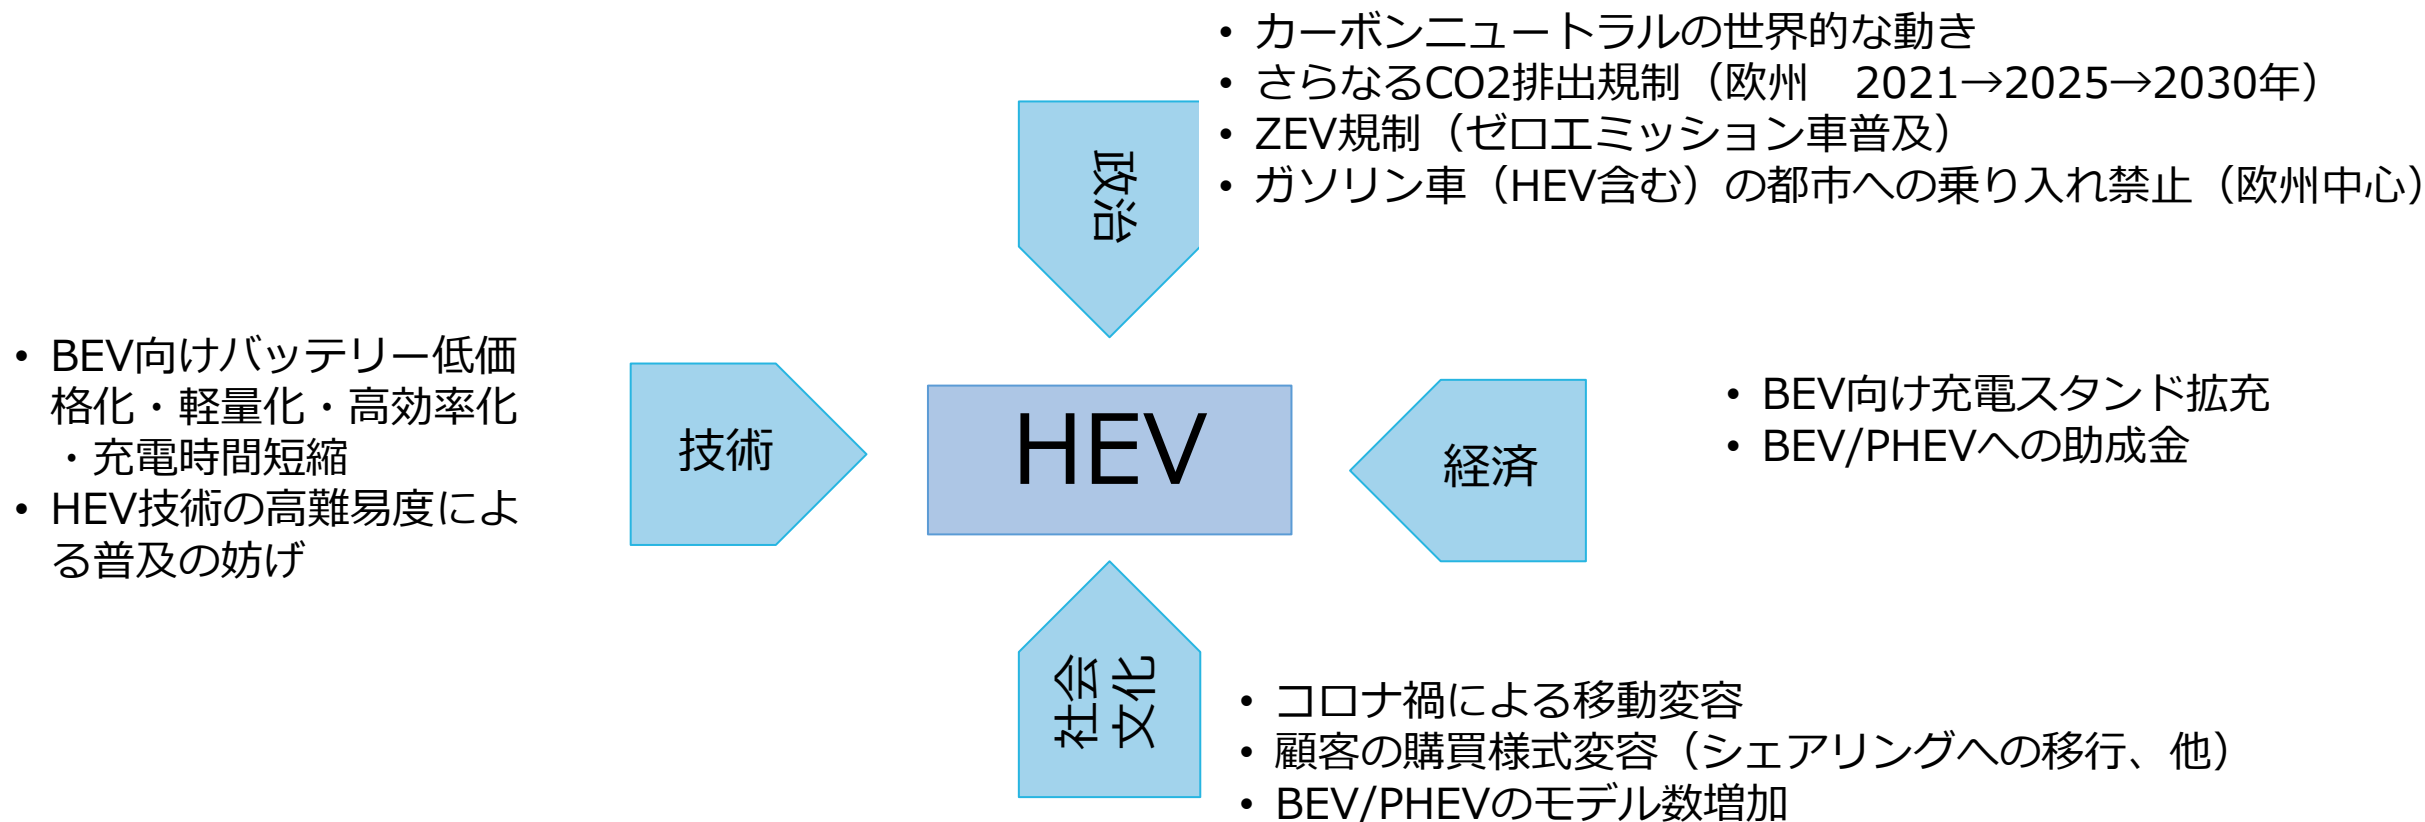 • カーボンニュートラルの世界的な動き
• さらなるCO2排出規制（欧州　2021→2025→2030年）
• ZEV規制（ゼロエミッション車普及）
• ガソリン車（HEV含む）の都市への乗り入れ禁止（欧州中心）
政治
• BEV向けバッテリー低価
格化・軽量化・高効率化
・充電時間短縮
• HEV技術の高難易度によ
る普及の妨げ
技術
HEV
経済
• BEV向け充電スタンド拡充
• BEV/PHEVへの助成金
社会
文化
• コロナ禍による移動変容
• 顧客の購買様式変容（シェアリングへの移行、他）
• BEV/PHEVのモデル数増加